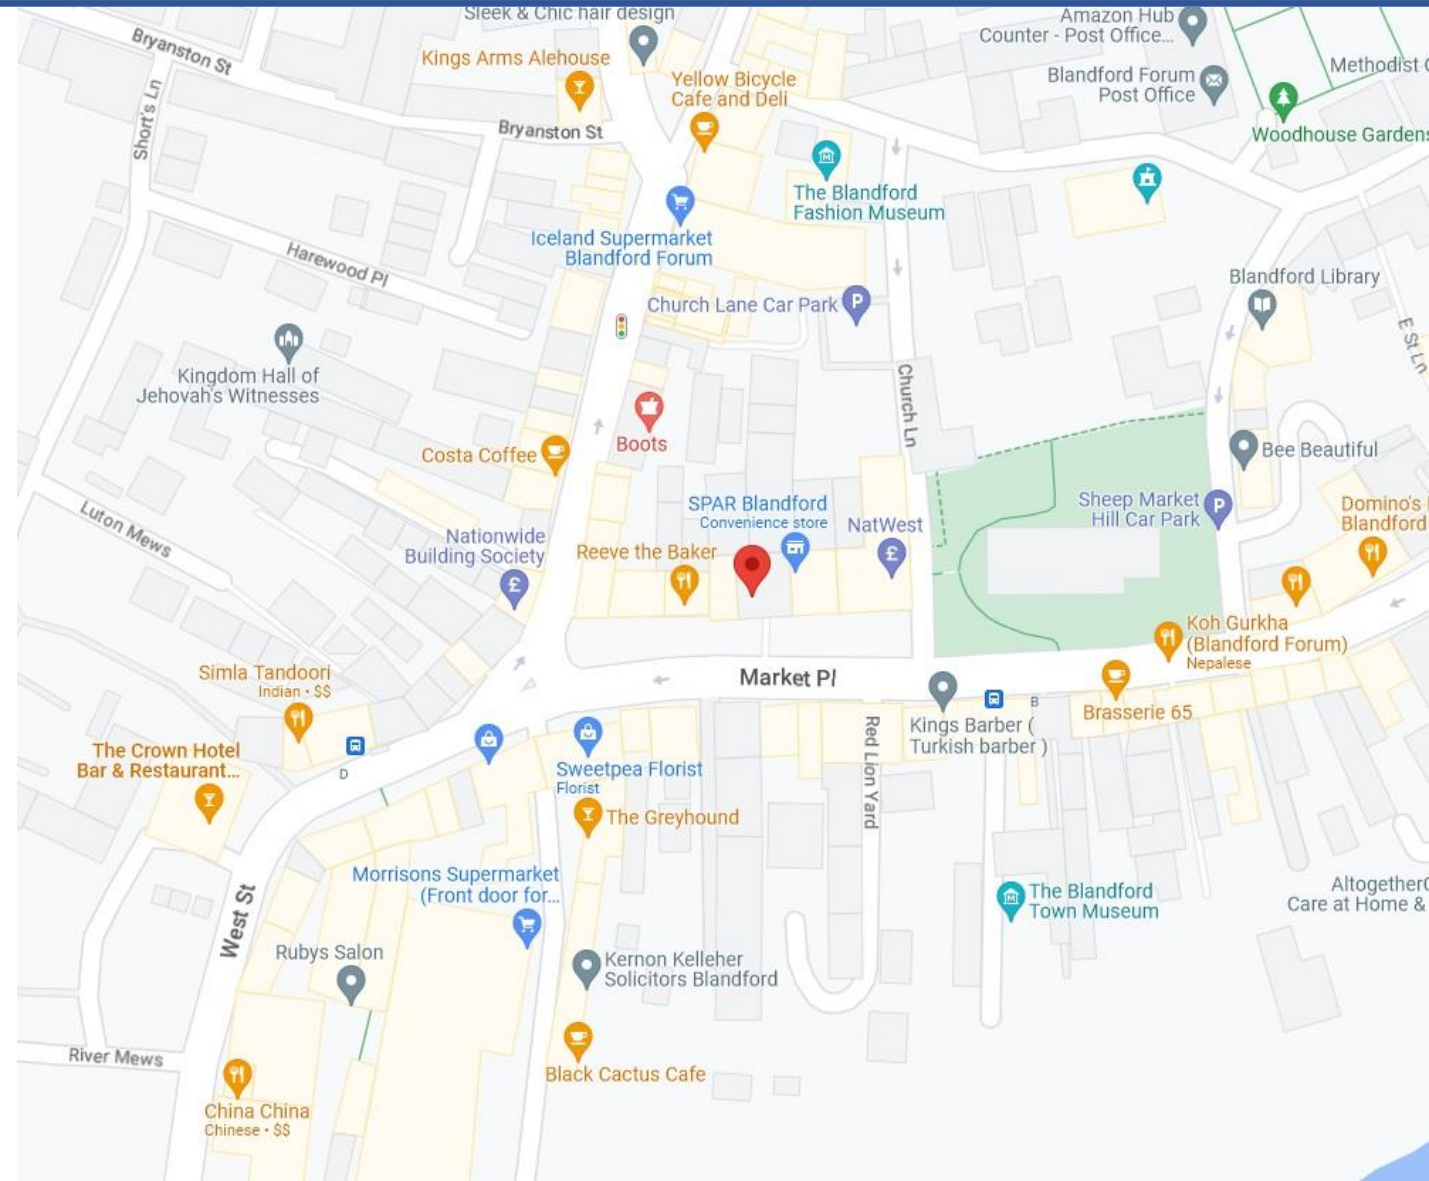 Sleek & Chic hair design
Amazon Hub
Counter - Post Office...
Bryanston St
Kings Arms Alehouse
Yellow Bicycle
Cafe and Deli
Blandford Forum
Post Office
Methodist
Short's Ln
Bryanston St
Woodhouse Gardens
The Blandford
Fashion Museum
Iceland Supermarket
Blandford Forum
Harewood Pl
Church Lane Car Park
P
Blandford Library
E St Ln
Kingdom Hall of
Jehovah's Witnesses
Boots
Church Ln
Costa Coffee
Bee Beautiful
Luton Mews
SPAR Blandford
Convenience store
NatWest
£
Sheep Market
Hill Car Park
P
Domino's
Blandford
Nationwide
Building Society
£
Reeve the Baker
Koh Gurkha
(Blandford Forum)
Nepalese
Simla Tandoori
Indian • $$
Market Pl
B
Brasserie 65
Kings Barber (
Turkish barber )
Red Lion Yard
The Crown Hotel
Bar & Restaurant...
D
Sweetpea Florist
Florist
The Greyhound
Morrisons Supermarket
(Front door for...
The Blandford
Town Museum
Altogether
Care at Home &
West St
Rubys Salon
Kernon Kelleher
Solicitors Blandford
River Mews
Black Cactus Cafe
China China
Chinese • $$